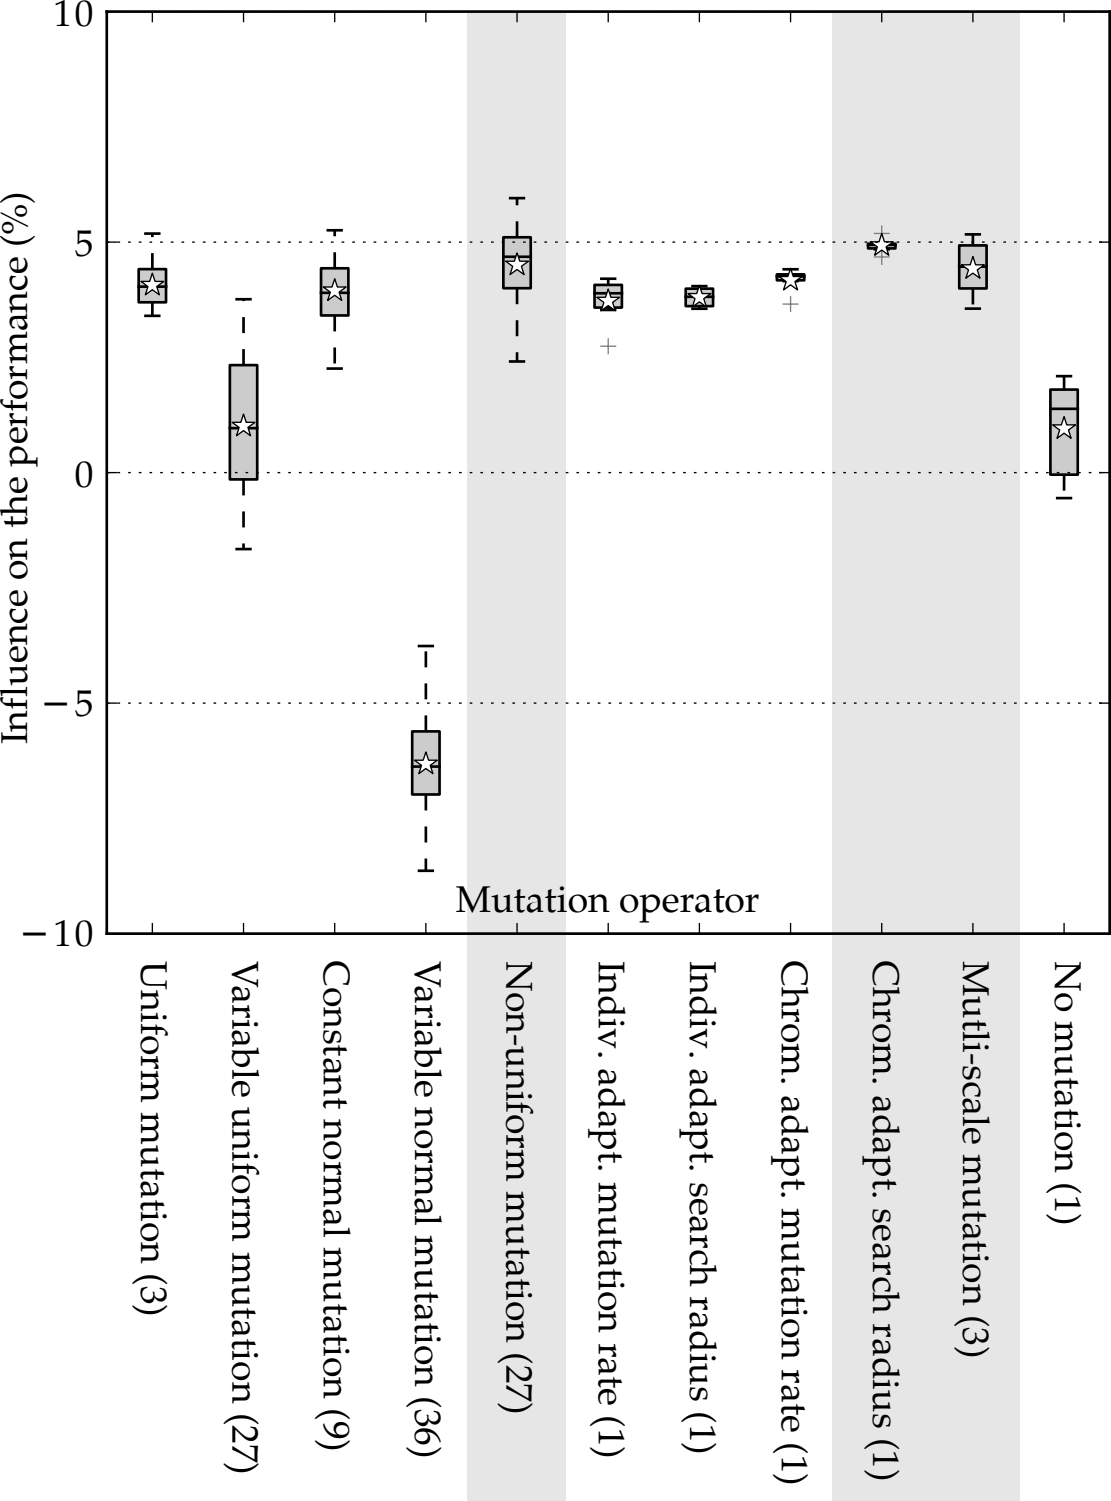 10
5
0
−5
−10
Influence on the performance (%)
Mutation operator
Uniform mutation (3)
Variable uniform mutation (27)
Constant normal mutation (9)
Variable normal mutation (36)
Non-uniform mutation (27)
Indiv. adapt. mutation rate (1)
Indiv. adapt. search radius (1)
Chrom. adapt. mutation rate (1)
Chrom. adapt. search radius (1)
Mutli-scale mutation (3)
No mutation (1)